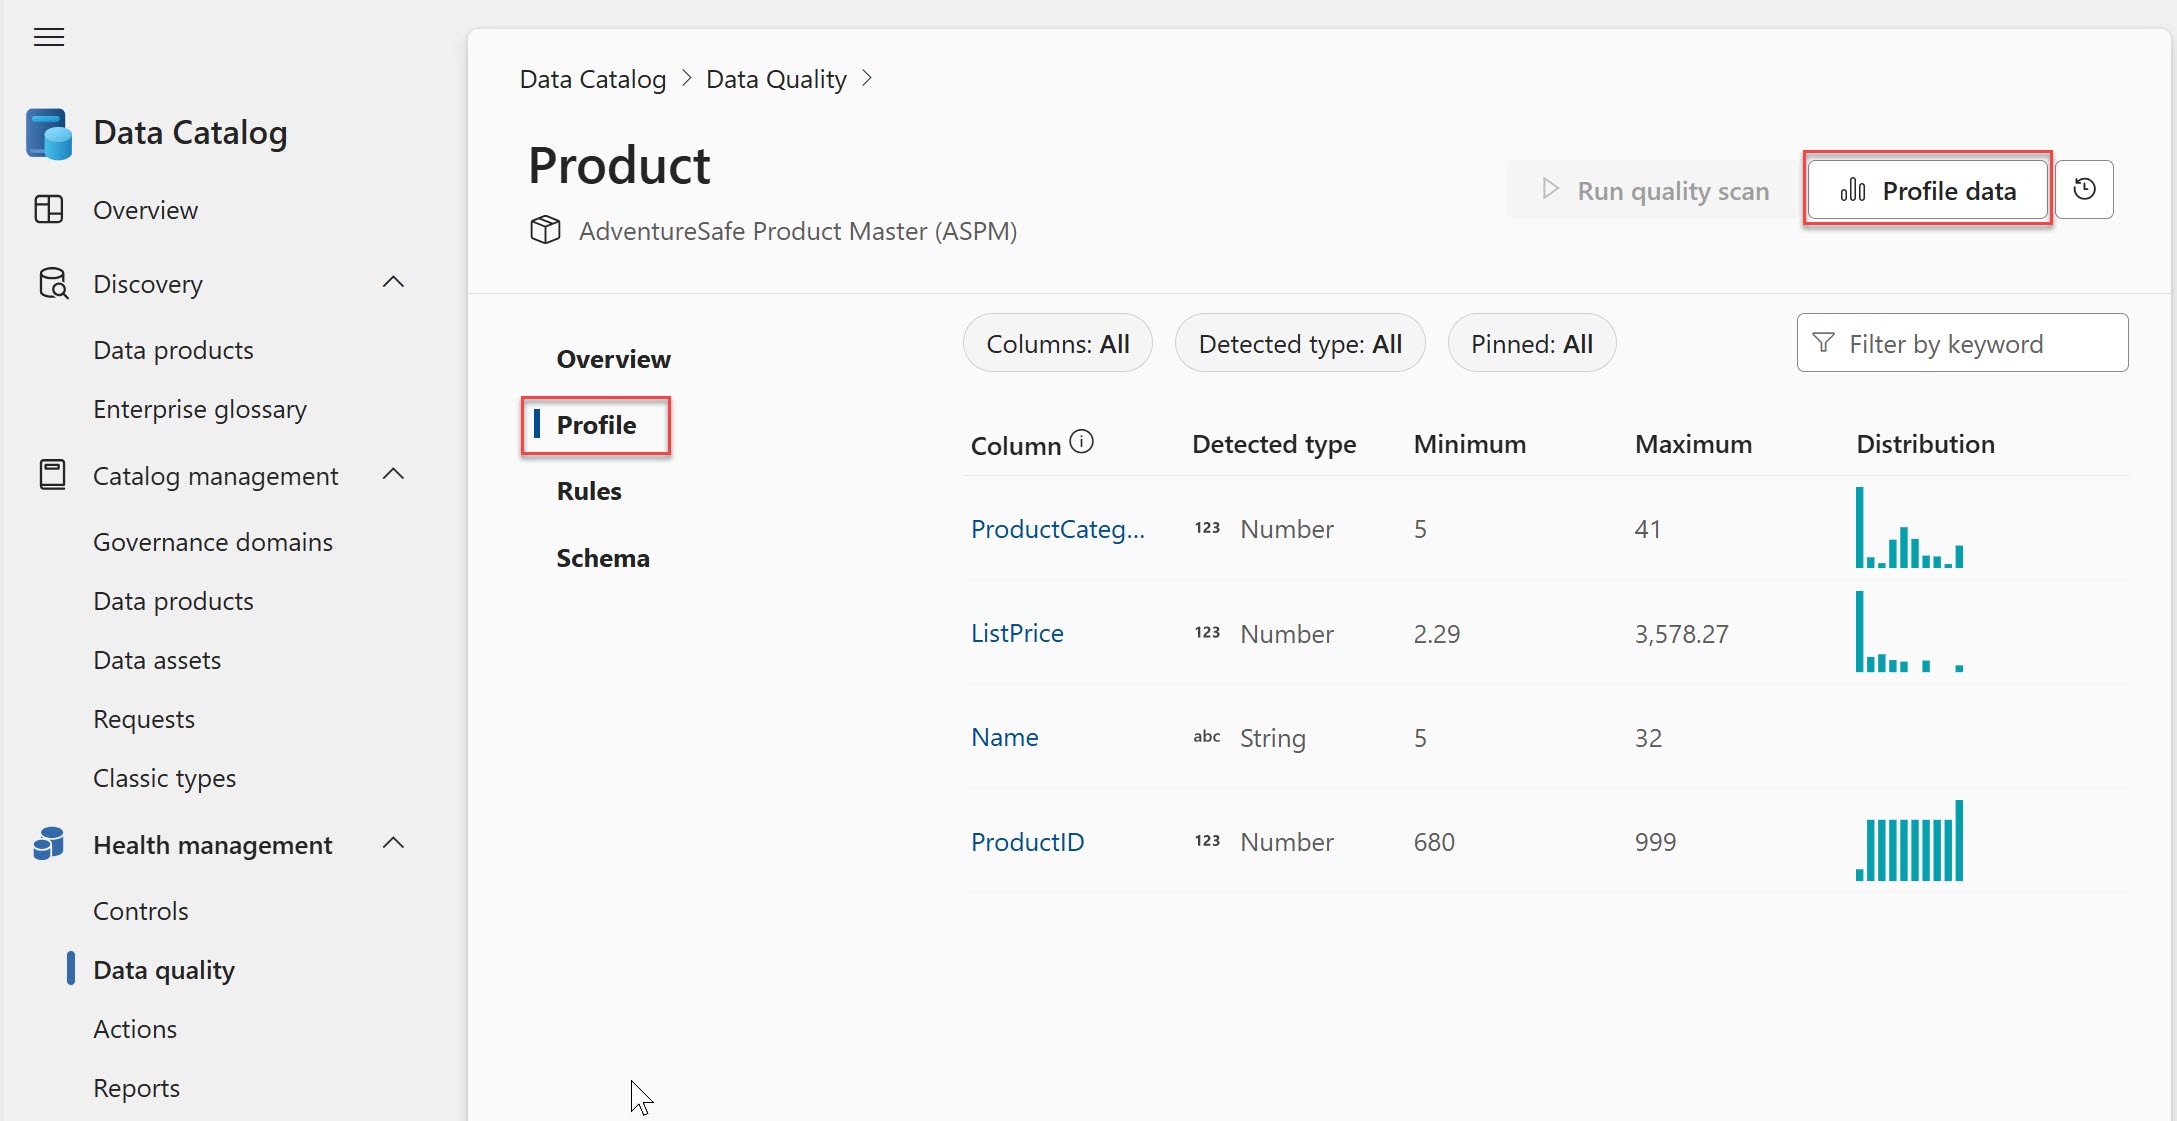 Data Catalog
Overview
Discovery
Data products
Enterprise glossary
Catalog management
Governance domains
Data products
Data assets
Requests
Classic types
Health management
Controls
Data quality
Actions
Reports
Data Catalog > Data Quality >
Product
AdventureSafe Product Master (ASPM)
Run quality scan
Profile data
Overview
Profile
Rules
Schema
Columns: All
Detected type: All
Pinned: All
Filter by keyword
Column Detected type Minimum Maximum Distribution
ProductCateg... 123 Number 5 41
ListPrice 123 Number 2.29 3,578.27
Name abc String 5 32
ProductID 123 Number 680 999